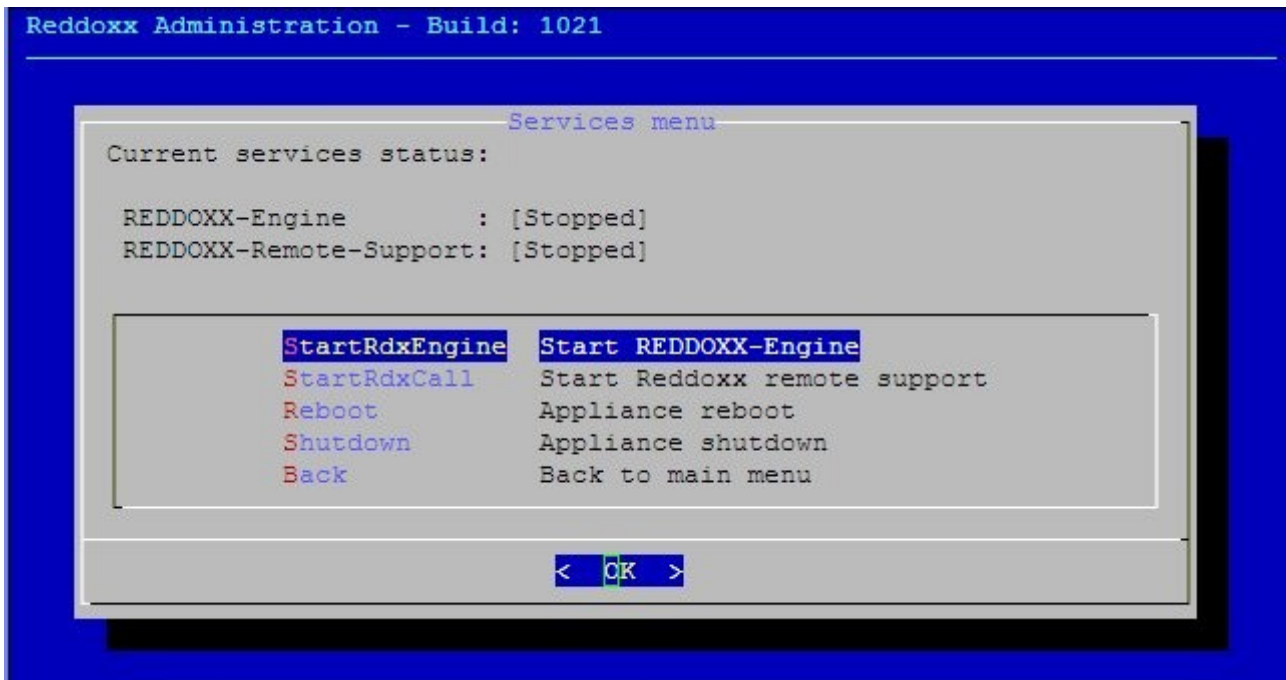 Reddoxx Administration - Build: 1021
Services menu
Current services status:
REDDOXX-Engine : [Stopped]
REDDOXX-Remote-Support: [Stopped]
StartRdxEngine Start REDDOXX-Engine
StartRdxCall Start Reddoxx remote support
Reboot Appliance reboot
Shutdown Appliance shutdown
Back Back to main menu
< OK >